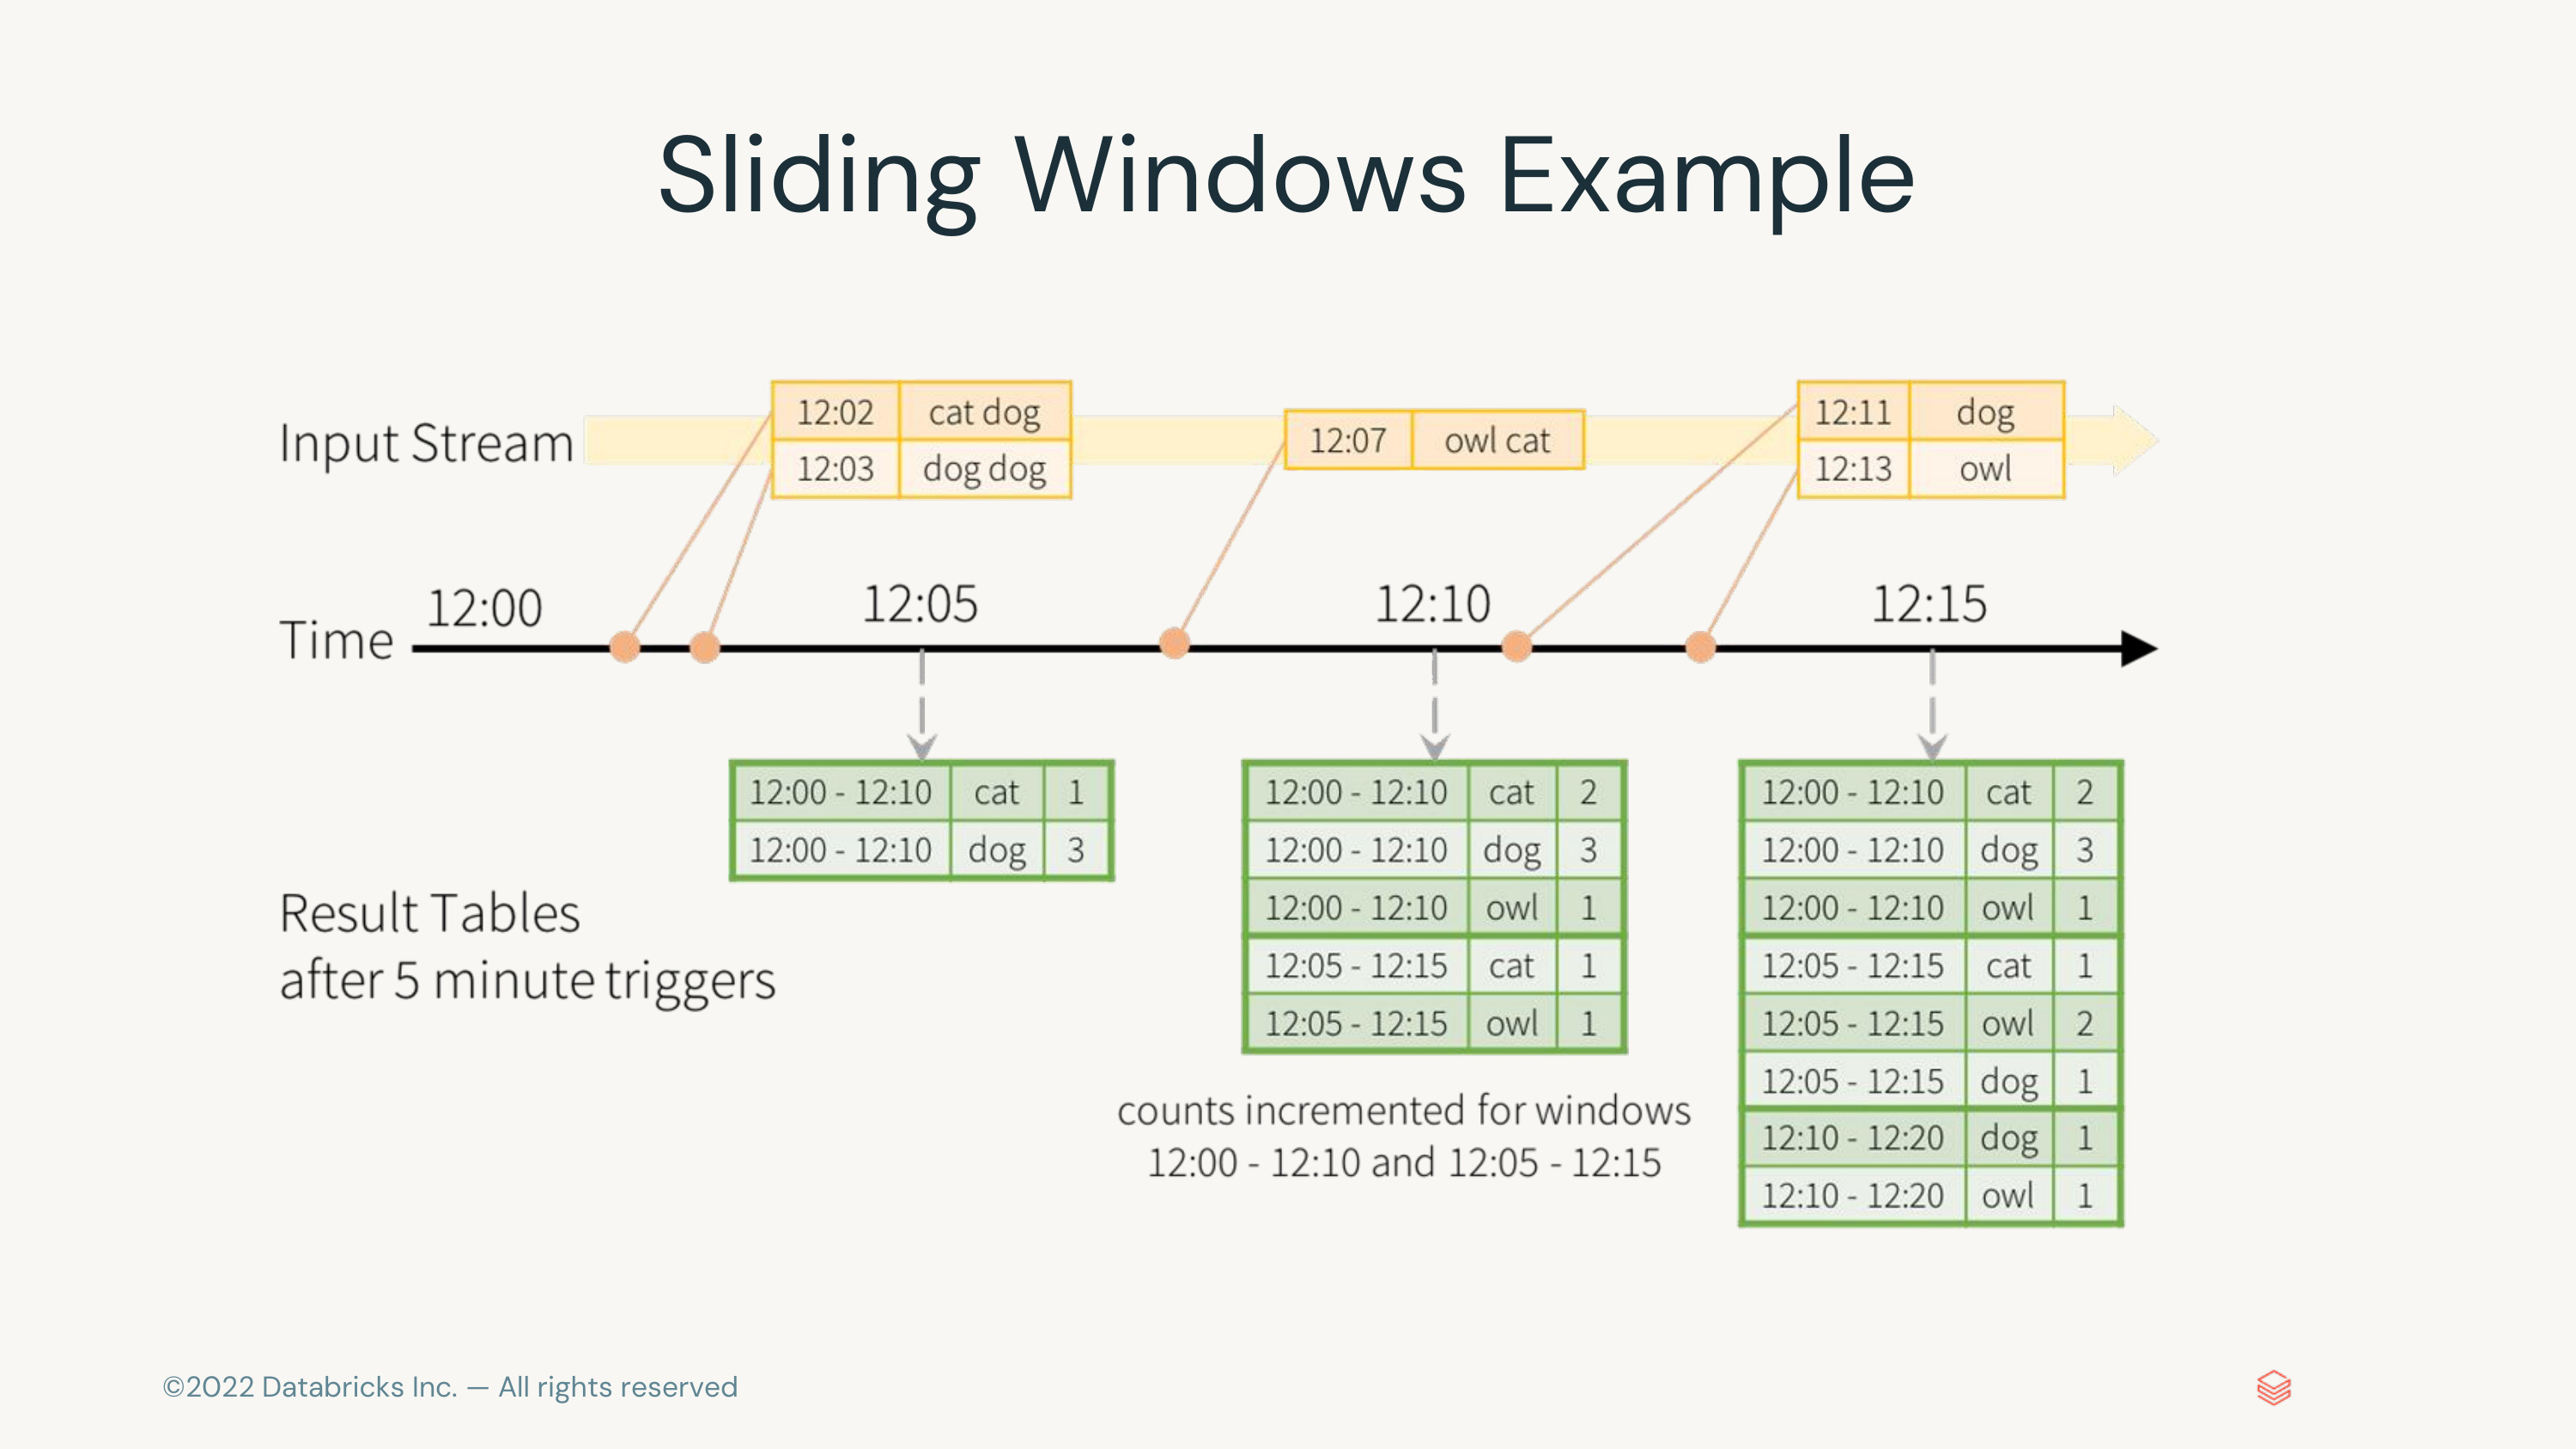 Sliding Windows Example
Input Stream
12:02 cat dog
12:03 dog dog
12:07 owl cat
12:11 dog
12:13 owl
Time
12:00
12:05
12:10
12:15
Result Tables
after 5 minute triggers
12:00 - 12:10 cat 1
12:00 - 12:10 dog 3
12:00 - 12:10 cat 2
12:00 - 12:10 dog 3
12:00 - 12:10 owl 1
12:05 - 12:15 cat 1
12:05 - 12:15 owl 1
counts incremented for windows
12:00 - 12:10 and 12:05 - 12:15
12:00 - 12:10 cat 2
12:00 - 12:10 dog 3
12:00 - 12:10 owl 1
12:05 - 12:15 cat 1
12:05 - 12:15 owl 2
12:05 - 12:15 dog 1
12:10 - 12:20 dog 1
12:10 - 12:20 owl 1
©2022 Databricks Inc. — All rights reserved